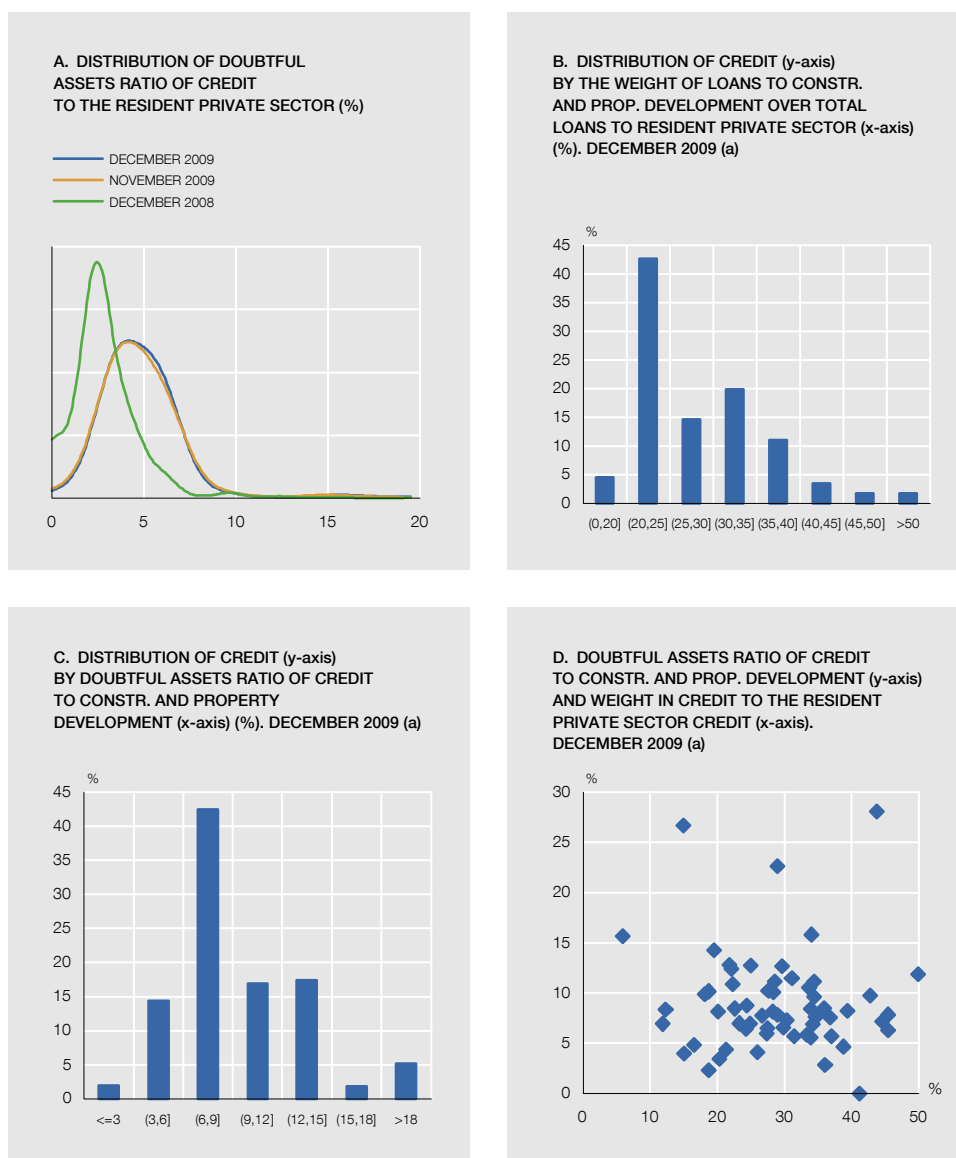 A. DISTRIBUTION OF DOUBTFUL
ASSETS RATIO OF CREDIT
TO THE RESIDENT PRIVATE SECTOR (%)
DECEMBER 2009
NOVEMBER 2009
DECEMBER 2008
0 5 10 15 20
B. DISTRIBUTION OF CREDIT (y-axis)
BY THE WEIGHT OF LOANS TO CONSTR.
AND PROP. DEVELOPMENT OVER TOTAL
LOANS TO RESIDENT PRIVATE SECTOR (x-axis)
(%). DECEMBER 2009 (a)
%
45
40
35
30
25
20
15
10
5
0
(0,20] (20,25] (25,30] (30,35] (35,40] (40,45] (45,50] >50
C. DISTRIBUTION OF CREDIT (y-axis)
BY DOUBTFUL ASSETS RATIO OF CREDIT
TO CONSTR. AND PROPERTY
DEVELOPMENT (x-axis) (%). DECEMBER 2009 (a)
%
45
40
35
30
25
20
15
10
5
0
<=3 (3,6] (6,9] (9,12] (12,15] (15,18] >18
D. DOUBTFUL ASSETS RATIO OF CREDIT
TO CONSTR. AND PROP. DEVELOPMENT (y-axis)
AND WEIGHT IN CREDIT TO THE RESIDENT
PRIVATE SECTOR CREDIT (x-axis).
DECEMBER 2009 (a)
%
30
25
20
15
10
5
0
%
0 10 20 30 40 50